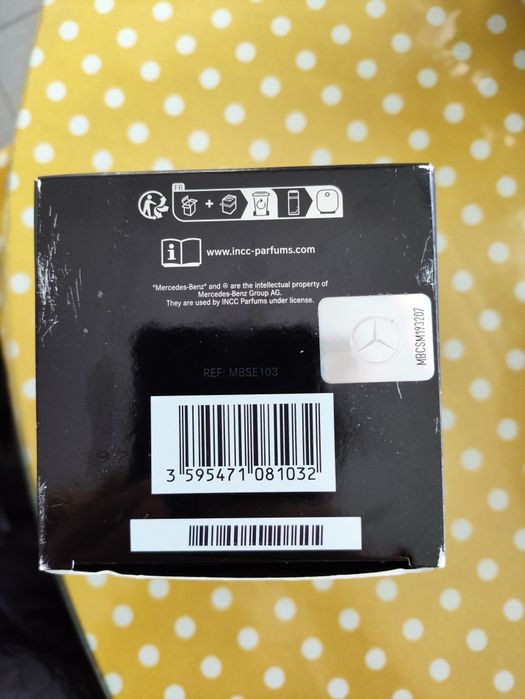 FR
www.incc-parfums.com
"Mercedes-Benz" and are the intellectual property of
Mercedes-Benz Group AG.
They are used by INCC Parfums under license.
MBCSM193207
REF: MBSE103
3 595471 081032